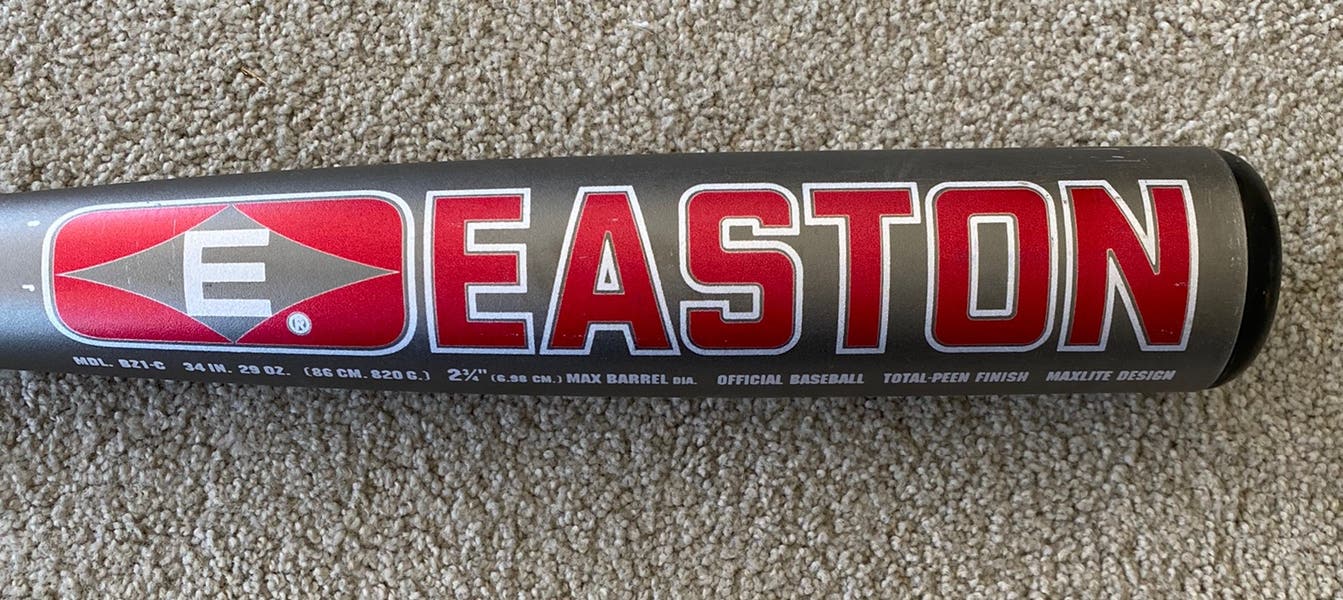 E EASTON
®
MDL. BZ1-C 34 IN. 29 OZ. (86 CM. 820 G.) 2¾" (6.98 CM.) MAX BARREL DIA. OFFICIAL BASEBALL TOTAL-PEEN FINISH MAXLITE DESIGN